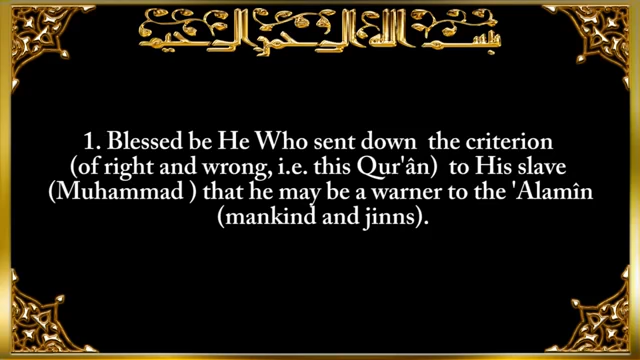 بسم الله الرحمن الرحيم
1. Blessed be He Who sent down the criterion
(of right and wrong, i.e. this Qur'ân) to His slave
(Muhammad ) that he may be a warner to the 'Alamîn
(mankind and jinns).